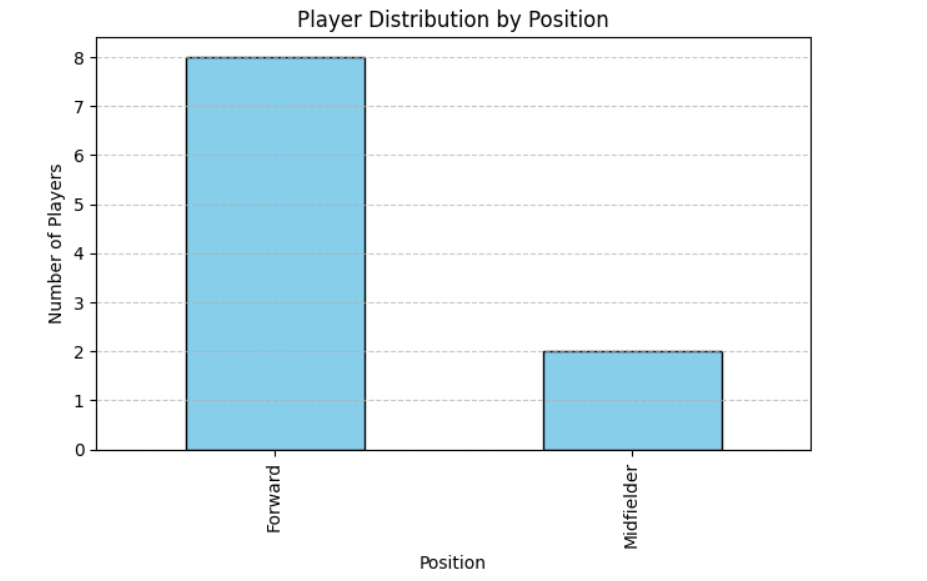 Player Distribution by Position
Number of Players
8
7
6
5
4
3
2
1
0
Forward
Midfielder
Position